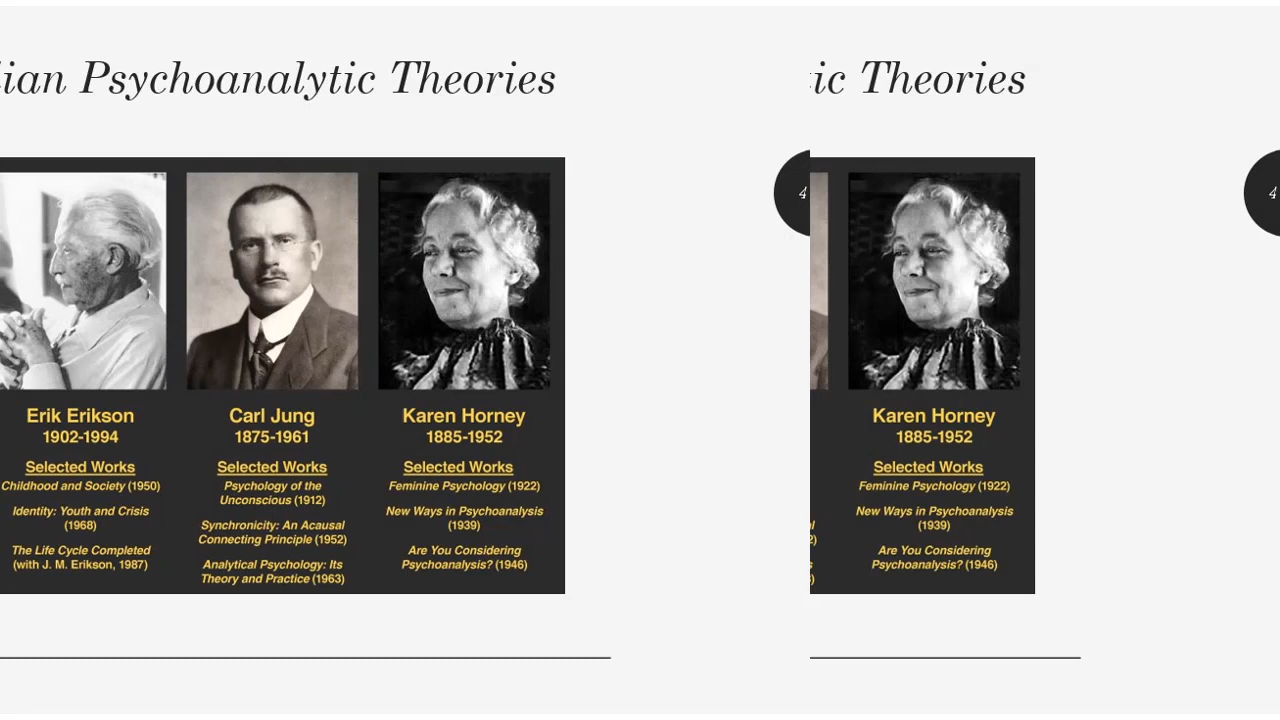 ian Psychoanalytic Theories
ic Theories
4
4
Erik Erikson
1902-1994
Selected Works
Childhood and Society (1950)
Identity: Youth and Crisis
(1968)
The Life Cycle Completed
(with J. M. Erikson, 1987)
Carl Jung
1875-1961
Selected Works
Psychology of the
Unconscious (1912)
Synchronicity: An Acausal
Connecting Principle (1952)
Analytical Psychology: Its
Theory and Practice (1963)
Karen Horney
1885-1952
Selected Works
Feminine Psychology (1922)
New Ways in Psychoanalysis
(1939)
Are You Considering
Psychoanalysis? (1946)
Karen Horney
1885-1952
Selected Works
Feminine Psychology (1922)
New Ways in Psychoanalysis
(1939)
Are You Considering
Psychoanalysis? (1946)